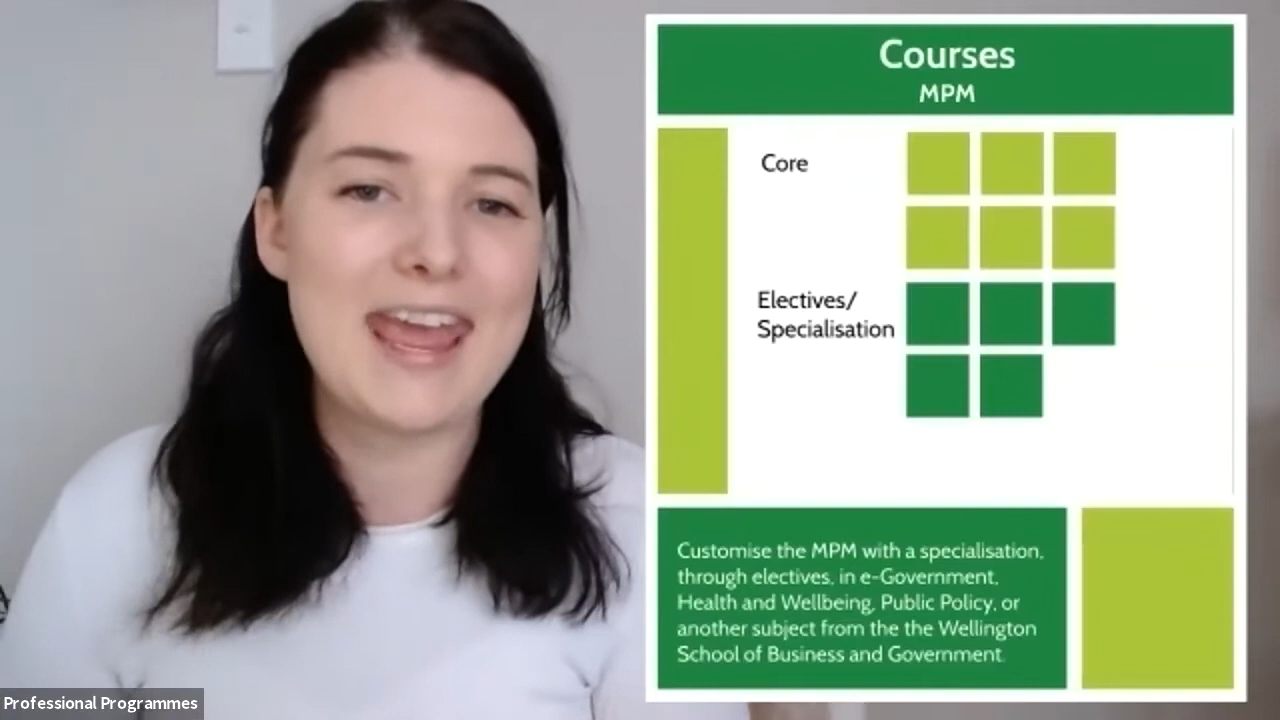 Courses
MPM
Core
Electives/
Specialisation
Customise the MPM with a specialisation,
through electives, in e-Government,
Health and Wellbeing, Public Policy, or
another subject from the the Wellington
School of Business and Government.
Professional Programmes